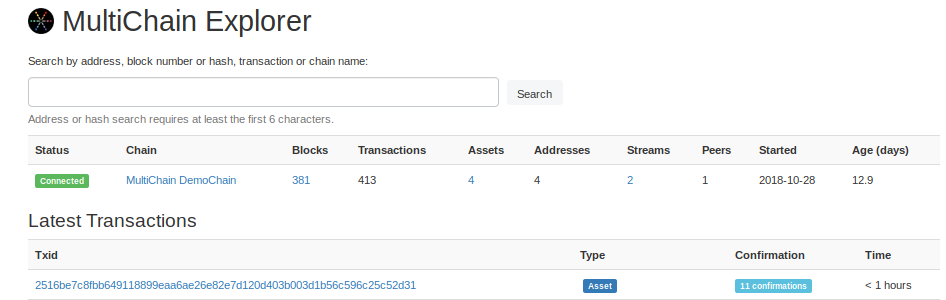 MultiChain Explorer
Search by address, block number or hash, transaction or chain name:
Search
Address or hash search requires at least the first 6 characters.
Status Chain Blocks Transactions Assets Addresses Streams Peers Started Age (days)
Connected MultiChain DemoChain 381 413 4 4 2 1 2018-10-28 12.9
Latest Transactions
Txid Type Confirmation Time
2516be7c8fbb649118899eaa6ae26e82e7d120d403b003d1b56c596c25c52d31 Asset 11 confirmations < 1 hours